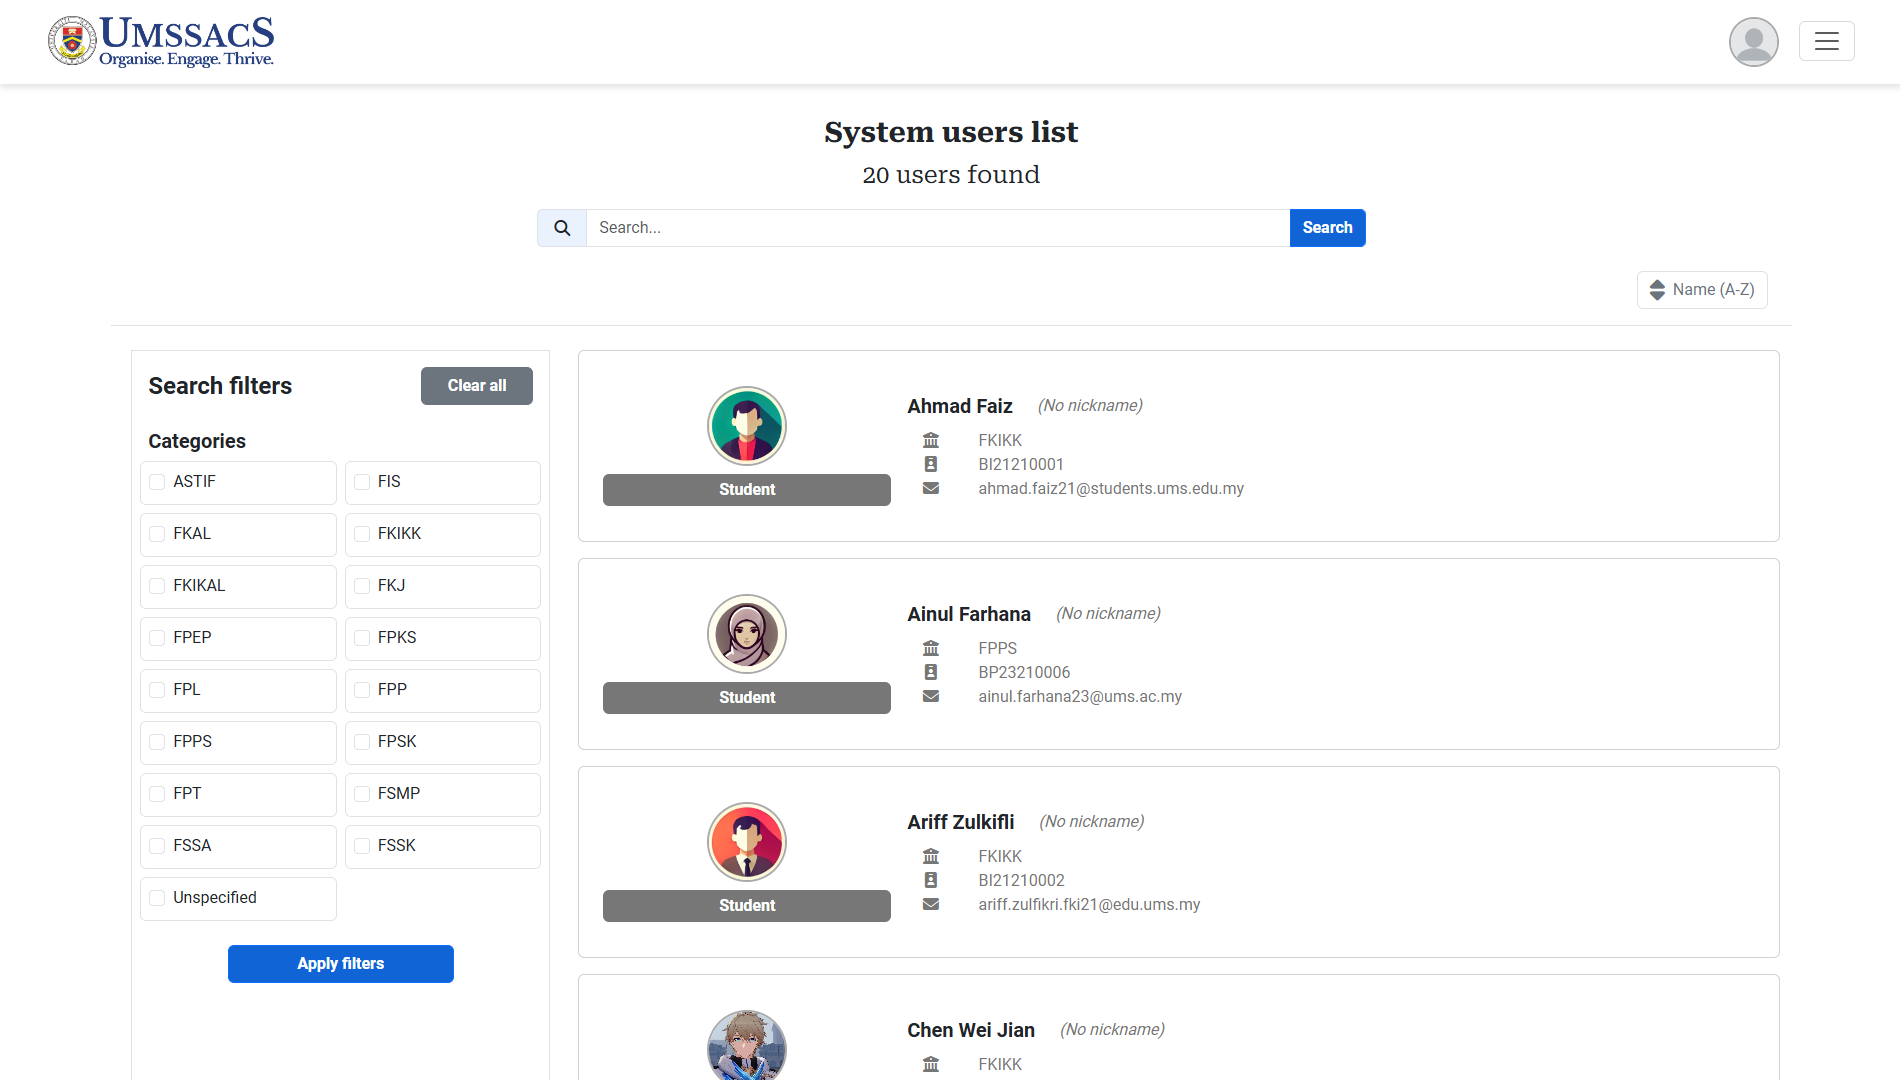 UMSSACS
Organise. Engage. Thrive.
System users list
20 users found
Search...
Search
Name (A-Z)
Search filters
Clear all
Categories
ASTIF
FIS
FKAL
FKIKK
FKIKAL
FKJ
FPEP
FPKS
FPL
FPP
FPPS
FPSK
FPT
FSMP
FSSA
FSSK
Unspecified
Apply filters
Ahmad Faiz (No nickname)
FKIKK
BI21210001
ahmad.faiz21@students.ums.edu.my
Student
Ainul Farhana (No nickname)
FPPS
BP23210006
ainul.farhana23@ums.ac.my
Student
Ariff Zulkifli (No nickname)
FKIKK
BI21210002
ariff.zulfikri.fki21@edu.ums.my
Student
Chen Wei Jian (No nickname)
FKIKK